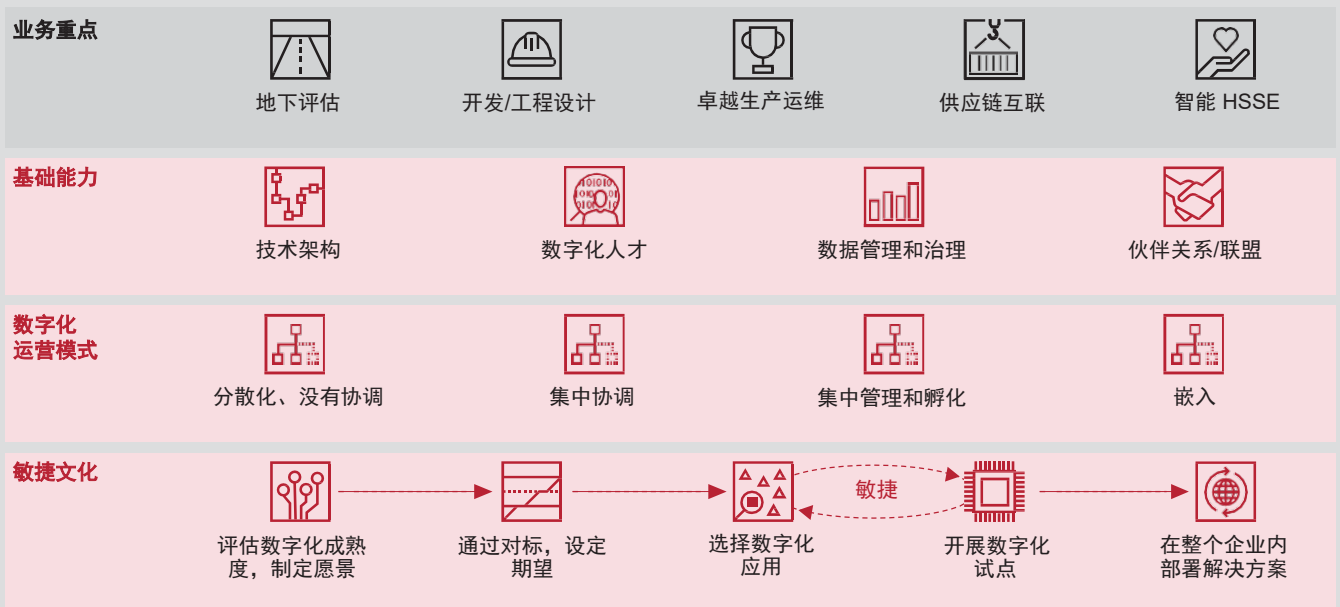 业务重点
地下评估
开发/工程设计
卓越生产运维
供应链互联
智能 HSSE
基础能力
技术架构
数字化人才
数据管理和治理
伙伴关系/联盟
数字化
运营模式
分散化、没有协调
集中协调
集中管理和孵化
嵌入
敏捷文化
敏捷
评估数字化成熟
度，制定愿景
通过对标，设定
期望
选择数字化
应用
开展数字化
试点
在整个企业内
部署解决方案